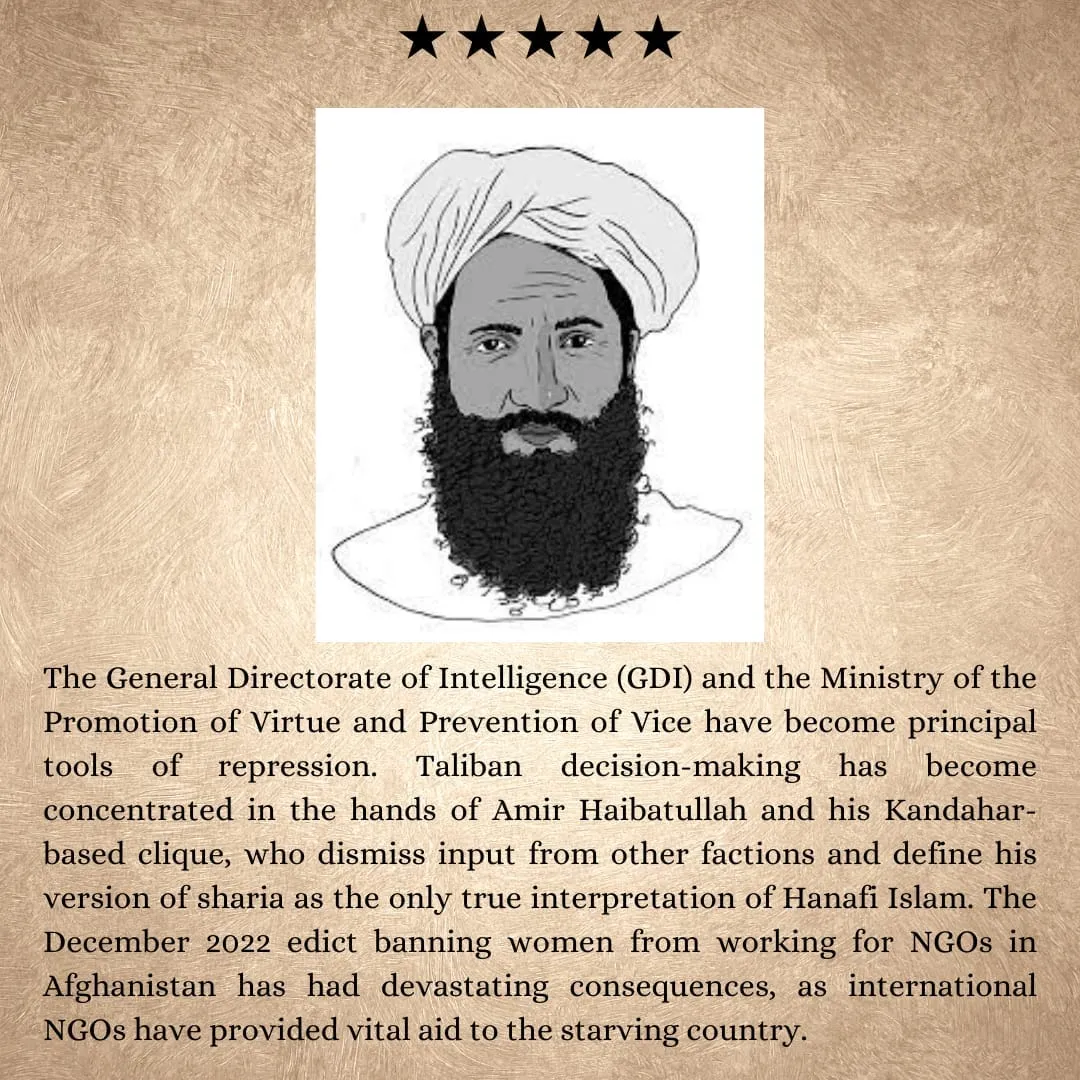 The General Directorate of Intelligence (GDI) and the Ministry of the
Promotion of Virtue and Prevention of Vice have become principal
tools of repression. Taliban decision-making has become
concentrated in the hands of Amir Haibatullah and his Kandahar-
based clique, who dismiss input from other factions and define his
version of sharia as the only true interpretation of Hanafi Islam. The
December 2022 edict banning women from working for NGOs in
Afghanistan has had devastating consequences, as international
NGOs have provided vital aid to the starving country.